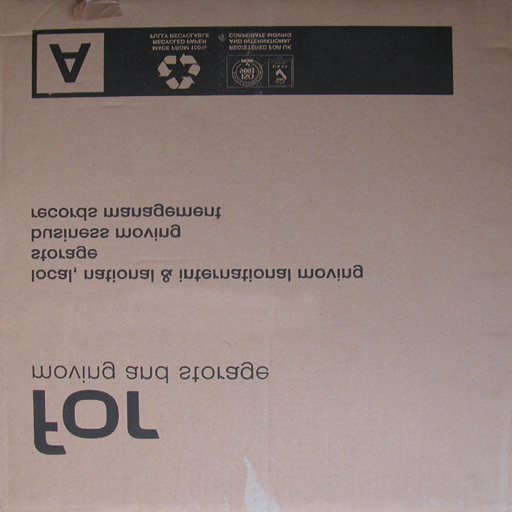 for
moving and storage
local, national & international moving
storage
business moving
records management
A
MADE FROM 100%
RECYCLED PAPER
FULLY RECYCLABLE
REGISTERED FOR UK
AND INTERNATIONAL
CORPORATE MOVING
ISO
9001